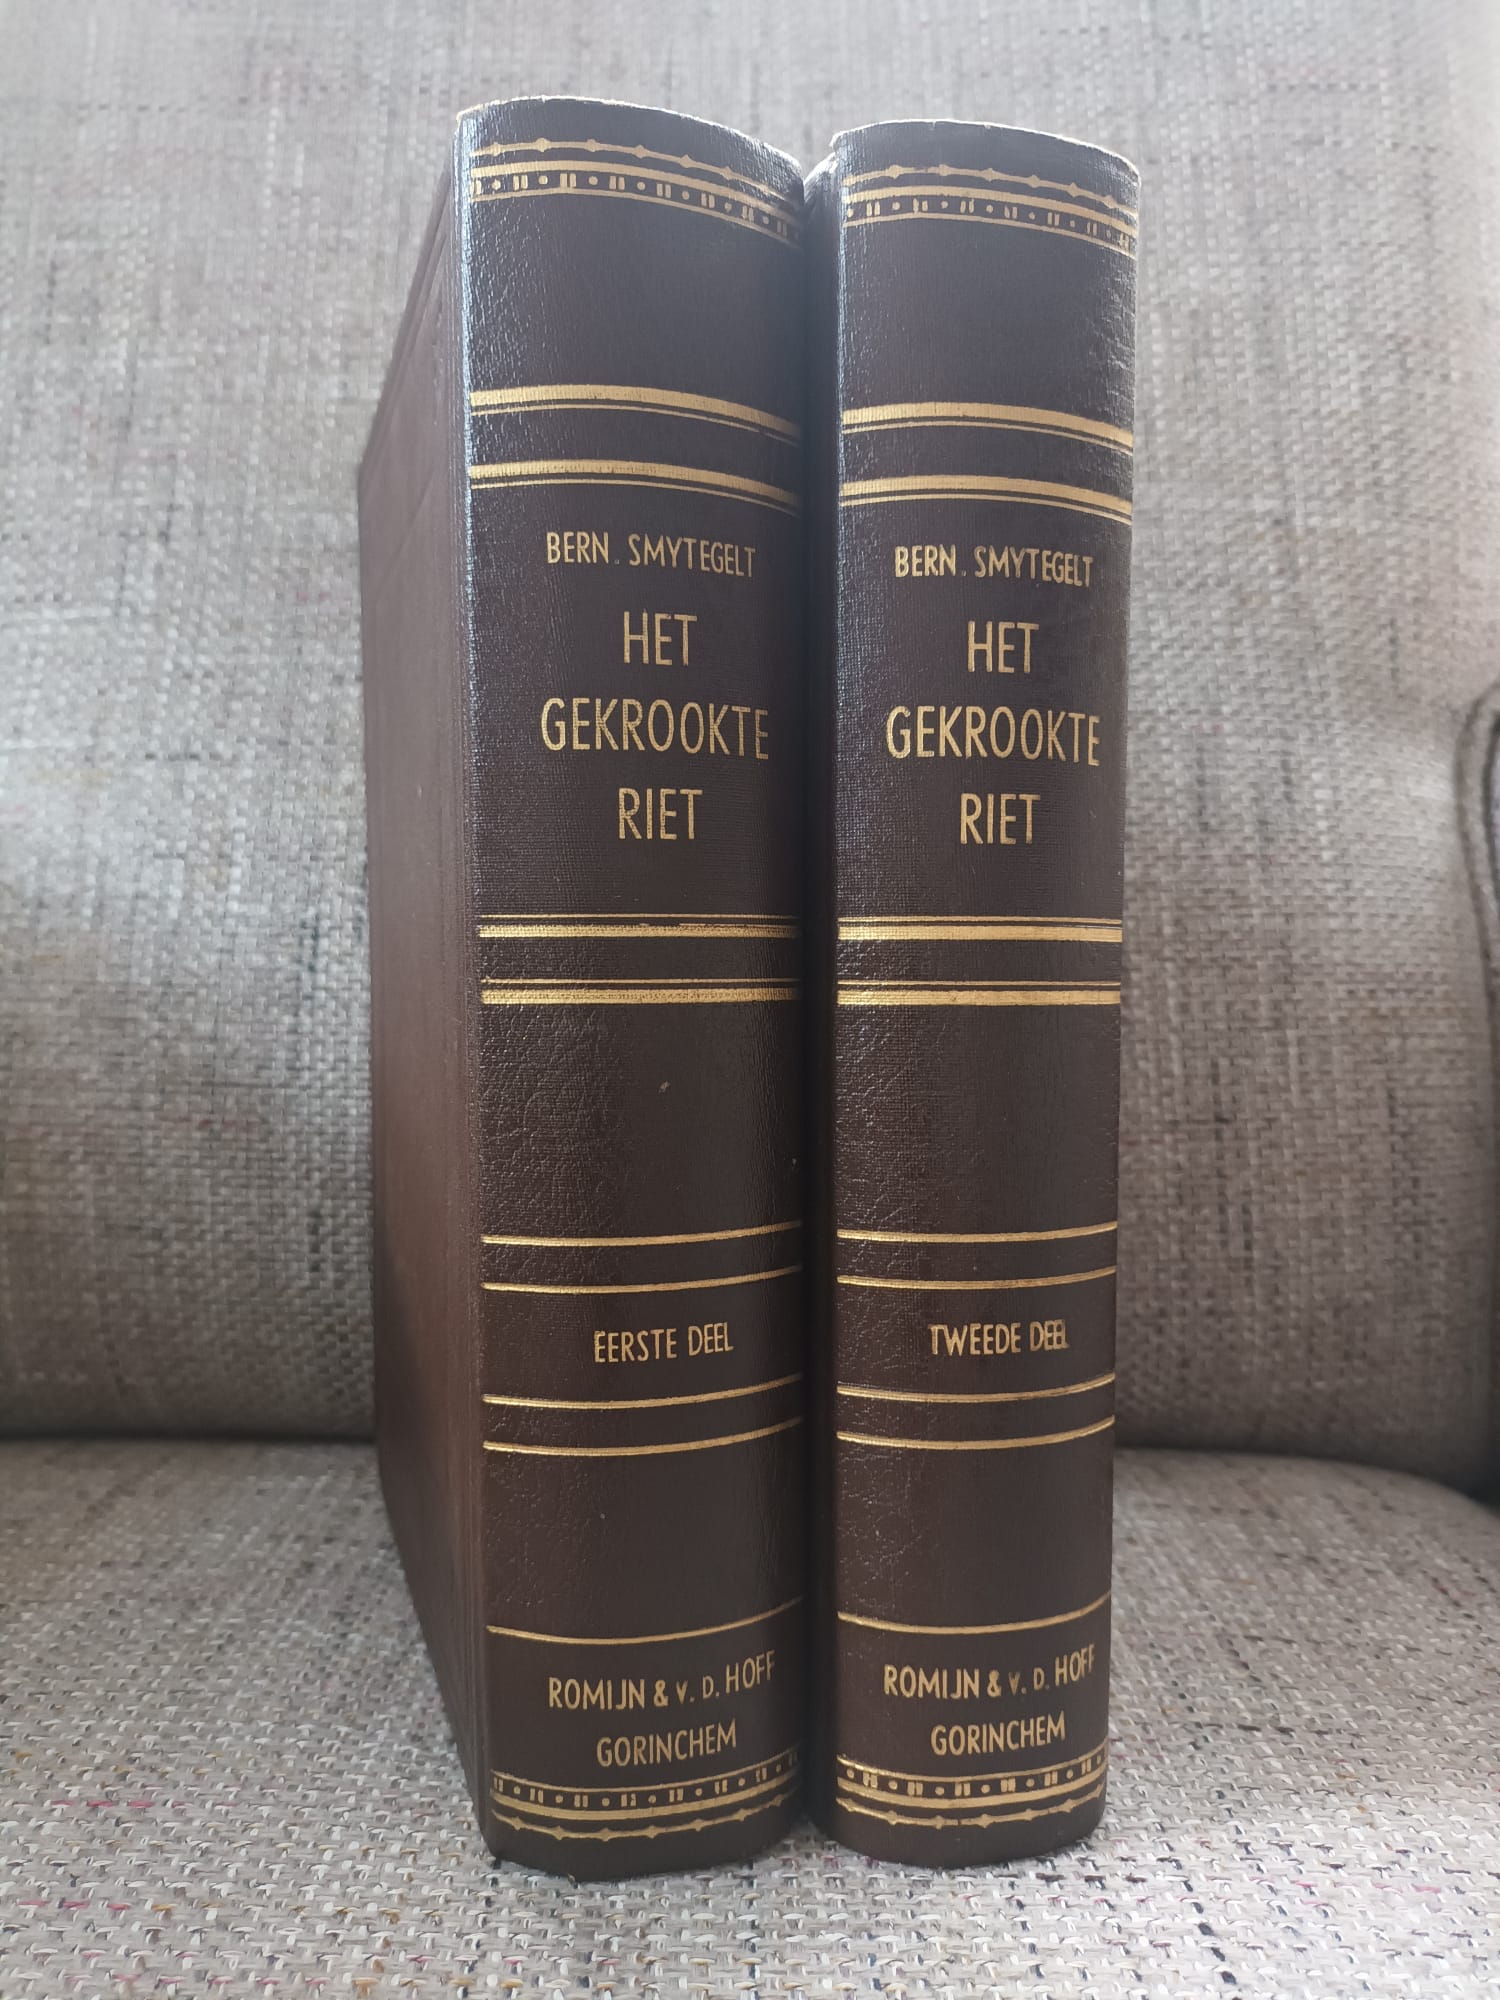 BERN. SMYTEGELT
HET
GEKROOKTE
RIET
EERSTE DEEL
ROMIJN & v. D. HOFF
GORINCHEM
BERN. SMYTEGELT
HET
GEKROOKTE
RIET
TWEEDE DEEL
ROMIJN & v. D. HOFF
GORINCHEM